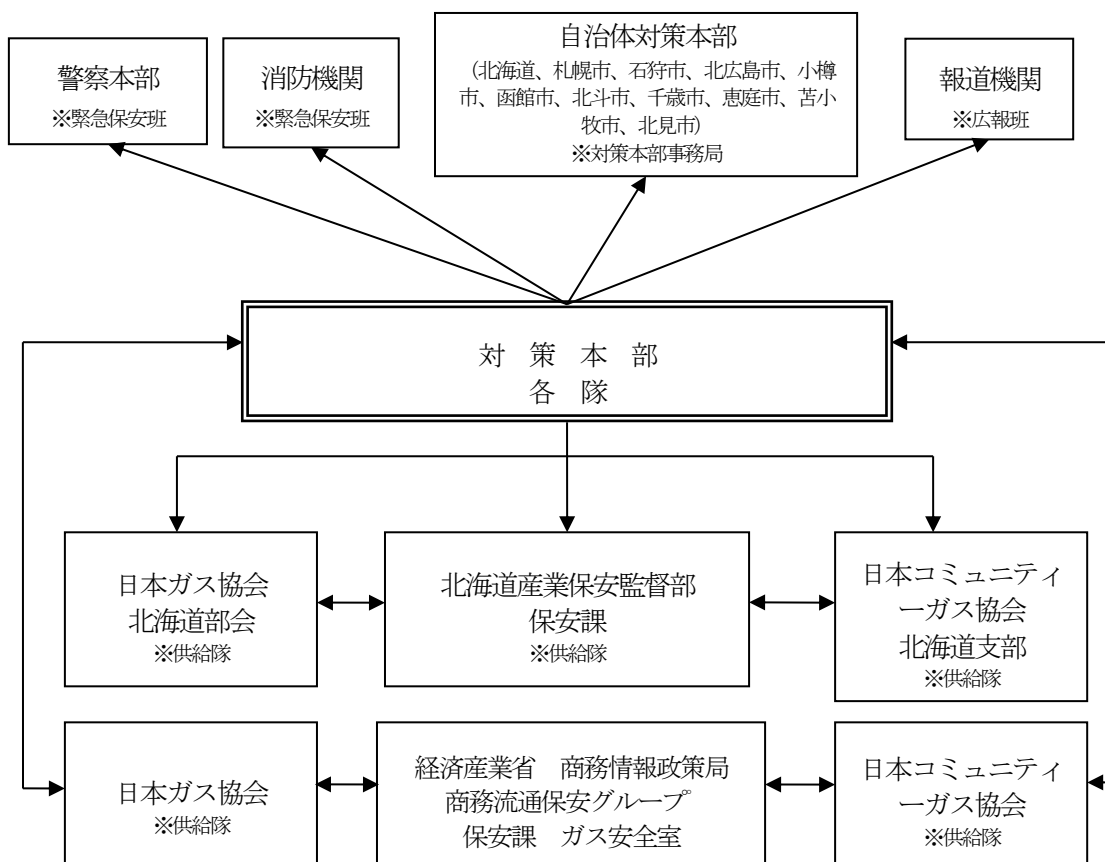 警察本部
※緊急保安班
消防機関
※緊急保安班
自治体対策本部
（北海道、札幌市、石狩市、北広島市、小樽
市、函館市、北斗市、千歳市、恵庭市、苫小
牧市、北見市）
※対策本部事務局
報道機関
※広報班
対　策　本　部
各　隊
日本ガス協会
北海道部会
※供給隊
北海道産業保安監督部
保安課
※供給隊
日本コミュニティ
ーガス協会
北海道支部
※供給隊
日本ガス協会
※供給隊
経済産業省　商務情報政策局
商務流通保安グループ
保安課　ガス安全室
日本コミュニティ
ーガス協会
※供給隊